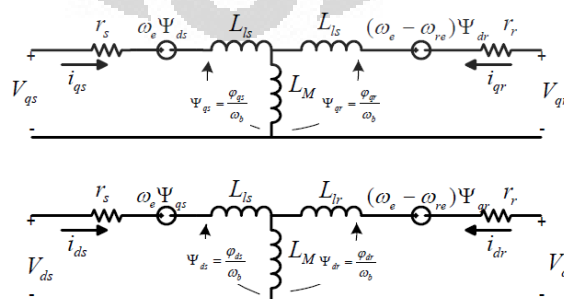 r_s ω_e Ψ_ds L_ls L_ls (ω_e − ω_re)Ψ_dr r_r
+ +
i_qs Ψ_qs = φ_qs/ω_b L_M Ψ_qr = φ_qr/ω_b i_qr
V_qs
- -
r_s ω_e Ψ_qs L_ls L_lr (ω_e − ω_re)Ψ_qr r_r
+ +
i_ds Ψ_ds = φ_ds/ω_b L_M Ψ_dr = φ_dr/ω_b i_dr
V_ds
- -